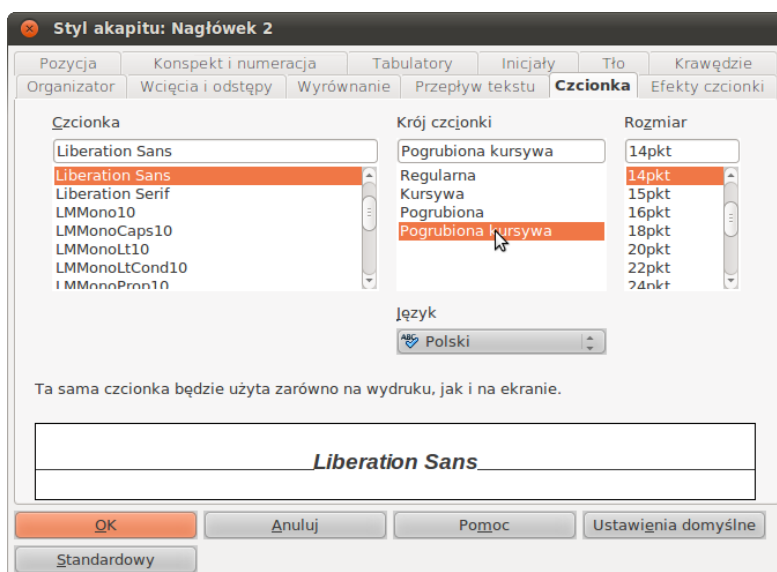 Styl akapitu: Nagłówek 2
Pozycja Konspekt i numeracja Tabulatory Inicjały Tło Krawędzie
Organizator Wcięcia i odstępy Wyrównanie Przepływ tekstu Czcionka Efekty czcionki
Czcionka Krój czcionki Rozmiar
Liberation Sans Pogrubiona kursywa 14pkt
Liberation Sans Regularna 14pkt
Liberation Serif Kursywa 15pkt
LMMono10 Pogrubiona 16pkt
LMMonoCaps10 Pogrubiona kursywa 18pkt
LMMonoLt10 20pkt
LMMonoLtCond10 22pkt
LMMonoProp10 24pkt
Język
ABC Polski
Ta sama czcionka będzie użyta zarówno na wydruku, jak i na ekranie.
Liberation Sans
OK Anuluj Pomoc Ustawienia domyślne
Standardowy